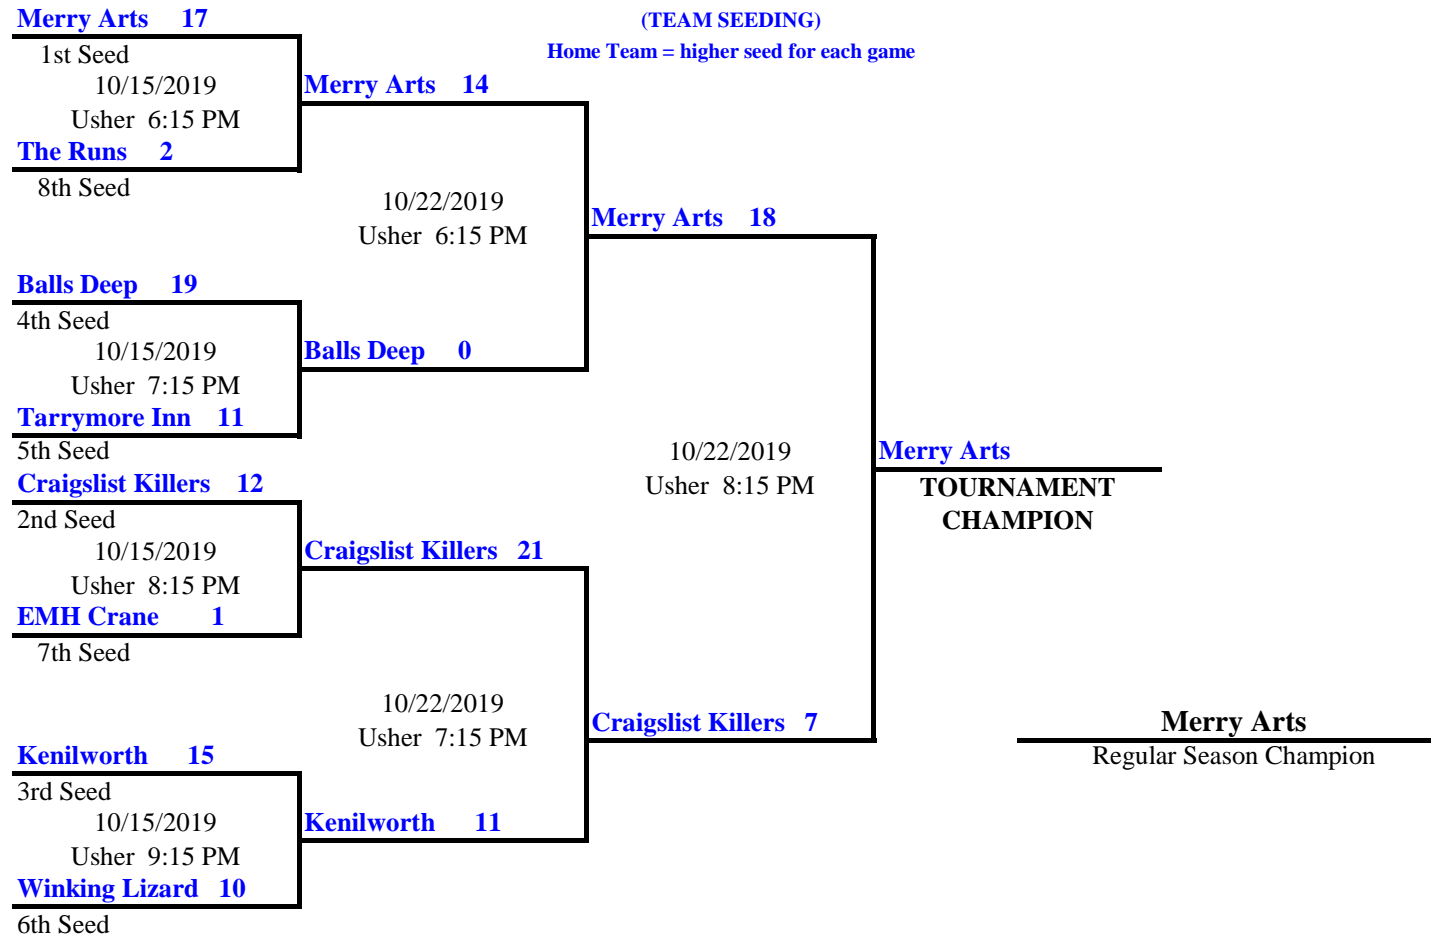 Merry Arts 17
(TEAM SEEDING)
1st Seed
Home Team = higher seed for each game
10/15/2019
Merry Arts 14
Usher 6:15 PM
The Runs 2
8th Seed
10/22/2019
Merry Arts 18
Usher 6:15 PM
Balls Deep 19
4th Seed
10/15/2019
Balls Deep 0
Usher 7:15 PM
Tarrymore Inn 11
5th Seed
10/22/2019
Merry Arts
Craigslist Killers 12
Usher 8:15 PM
TOURNAMENT
CHAMPION
2nd Seed
10/15/2019
Craigslist Killers 21
Usher 8:15 PM
EMH Crane 1
7th Seed
10/22/2019
Craigslist Killers 7
Merry Arts
Usher 7:15 PM
Kenilworth 15
Regular Season Champion
3rd Seed
10/15/2019
Kenilworth 11
Usher 9:15 PM
Winking Lizard 10
6th Seed